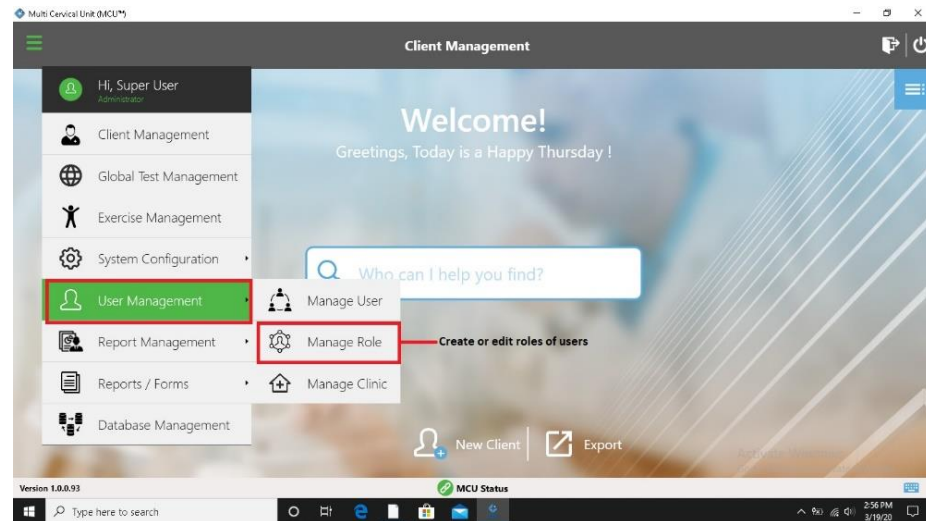 Multi Cervical Unit (MCU™)
Client Management
Hi, Super User
Administrator
Client Management
Global Test Management
Exercise Management
System Configuration
User Management
Report Management
Reports / Forms
Database Management
Manage User
Manage Role
Manage Clinic
Welcome!
Greetings, Today is a Happy Thursday !
Who can I help you find?
Create or edit roles of users
New Client
Export
Version 1.0.0.93
MCU Status
Type here to search
2:56 PM
3/19/20